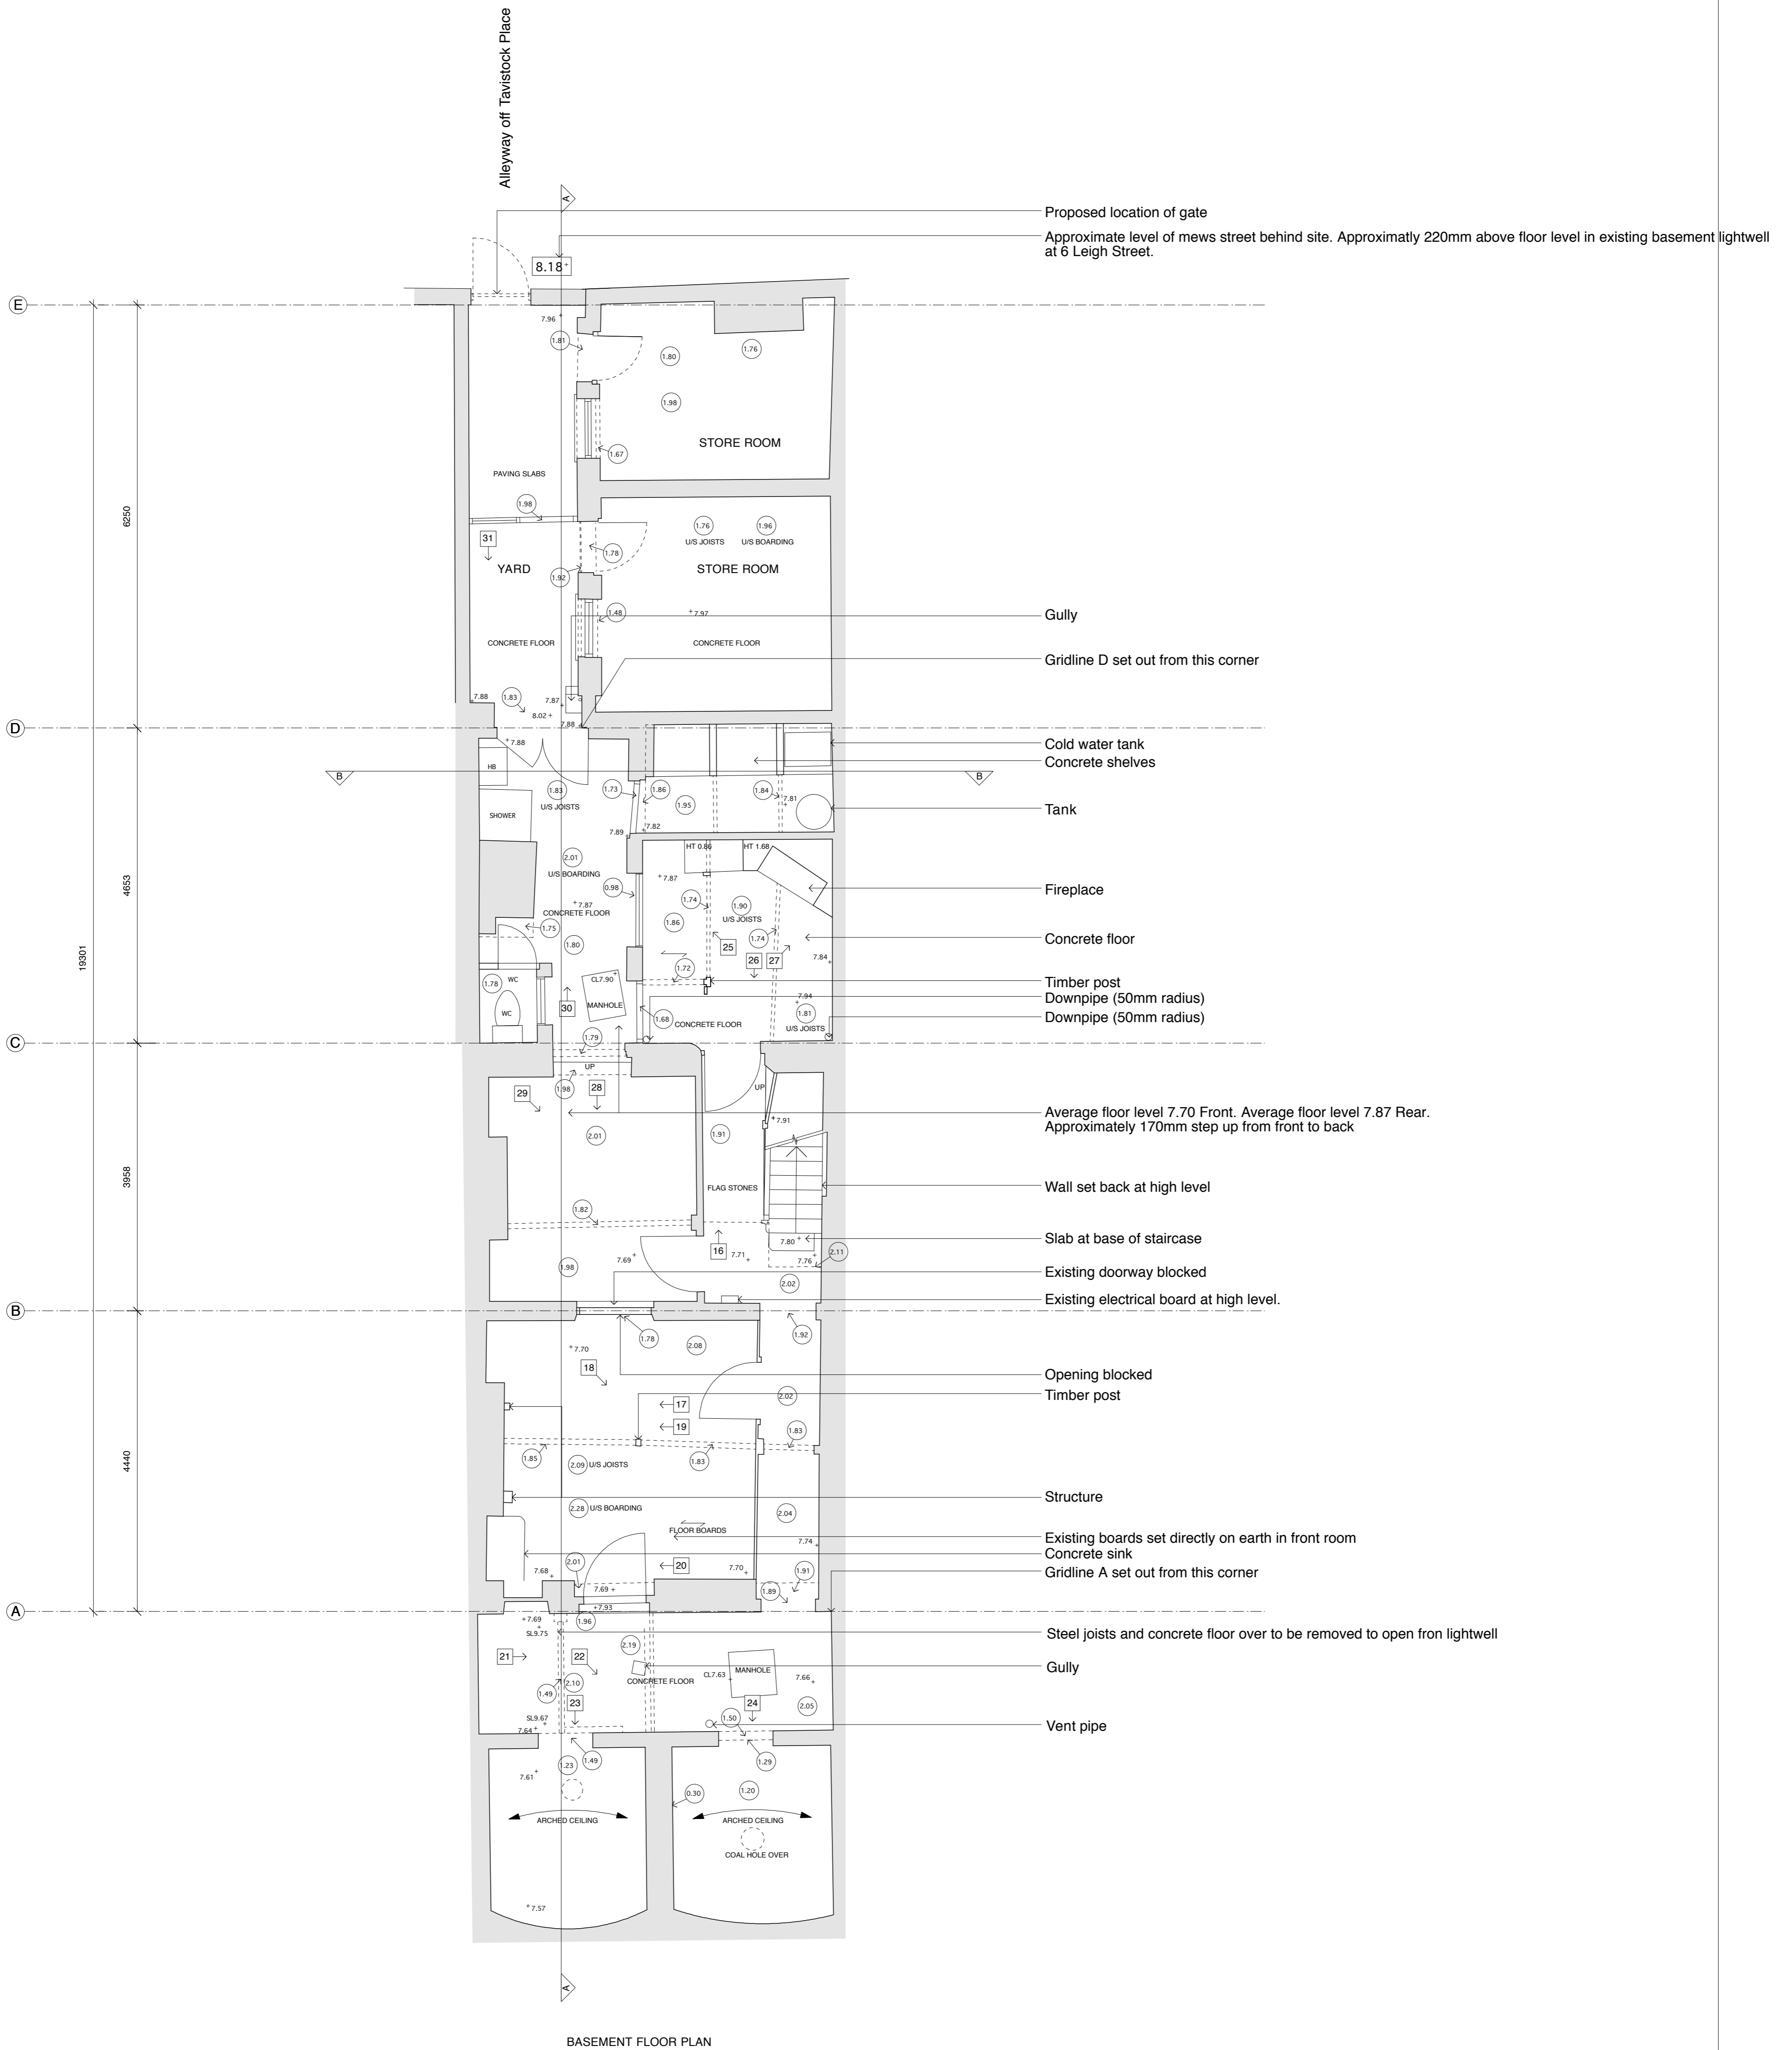 Alleyway off Tavistock Place
A
Proposed location of gate
Approximate level of mews street behind site. Approximatly 220mm above floor level in existing basement lightwell
at 6 Leigh Street.
8.18
E
7.96
1.81
1.80
1.76
1.98
STORE ROOM
1.67
PAVING SLABS
1.98
6250
31
1.76
U/S JOISTS
1.96
U/S BOARDING
1.78
YARD
STORE ROOM
1.92
1.48
7.97
Gully
CONCRETE FLOOR
CONCRETE FLOOR
Gridline D set out from this corner
7.88
1.83
7.87
8.02
7.88
D
7.88
Cold water tank
Concrete shelves
HB
B
B
1.83
U/S JOISTS
1.73
1.86
1.95
1.84
7.81
Tank
SHOWER
7.89
7.82
HT 0.86
HT 1.68
2.01
U/S BOARDING
4653
0.98
7.87
Fireplace
7.87
CONCRETE FLOOR
1.74
1.90
U/S JOISTS
1.75
1.86
1.80
1.74
25
Concrete floor
19301
26
27
7.84
1.72
1.78
WC
CL7.90
Timber post
MANHOLE
7.94
Downpipe (50mm radius)
30
WC
1.68
CONCRETE FLOOR
1.81
U/S JOISTS
Downpipe (50mm radius)
C
1.79
UP
1.98
28
UP
29
7.91
Average floor level 7.70 Front. Average floor level 7.87 Rear.
Approximately 170mm step up from front to back
2.01
1.91
3958
FLAG STONES
Wall set back at high level
1.82
Slab at base of staircase
7.80
16
7.69
7.71
7.76
2.11
1.98
2.02
Existing doorway blocked
Existing electrical board at high level.
B
1.78
2.08
1.92
7.70
18
Opening blocked
Timber post
17
2.02
19
1.83
4440
1.85
1.83
2.09
U/S JOISTS
Structure
2.28
U/S BOARDING
2.04
FLOOR BOARDS
Existing boards set directly on earth in front room
7.74
Concrete sink
2.01
20
7.68
7.70
1.91
Gridline A set out from this corner
7.69
1.89
A
7.93
7.69
1.96
SL9.75
Steel joists and concrete floor over to be removed to open fron lightwell
2.19
21
22
Gully
CL7.63
MANHOLE
7.66
2.10
CONCRETE FLOOR
1.49
23
24
2.05
SL9.67
1.50
Vent pipe
7.64
1.49
1.23
1.29
7.61
0.30
1.20
ARCHED CEILING
ARCHED CEILING
COAL HOLE OVER
7.57
A
BASEMENT FLOOR PLAN